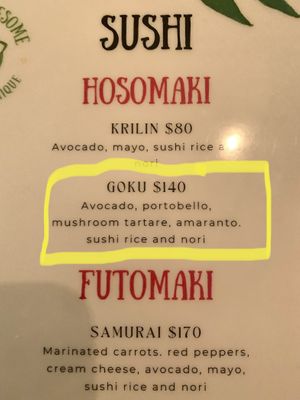 SUSHI
HOSOMAKI
KRILIN $80
Avocado, mayo, sushi rice
nori
GOKU $140
Avocado, portobello,
mushroom tartare, amaranto.
sushi rice and nori
FUTOMAKI
SAMURAI $170
Marinated carrots. red peppers,
cream cheese, avocado, mayo,
sushi rice and nori